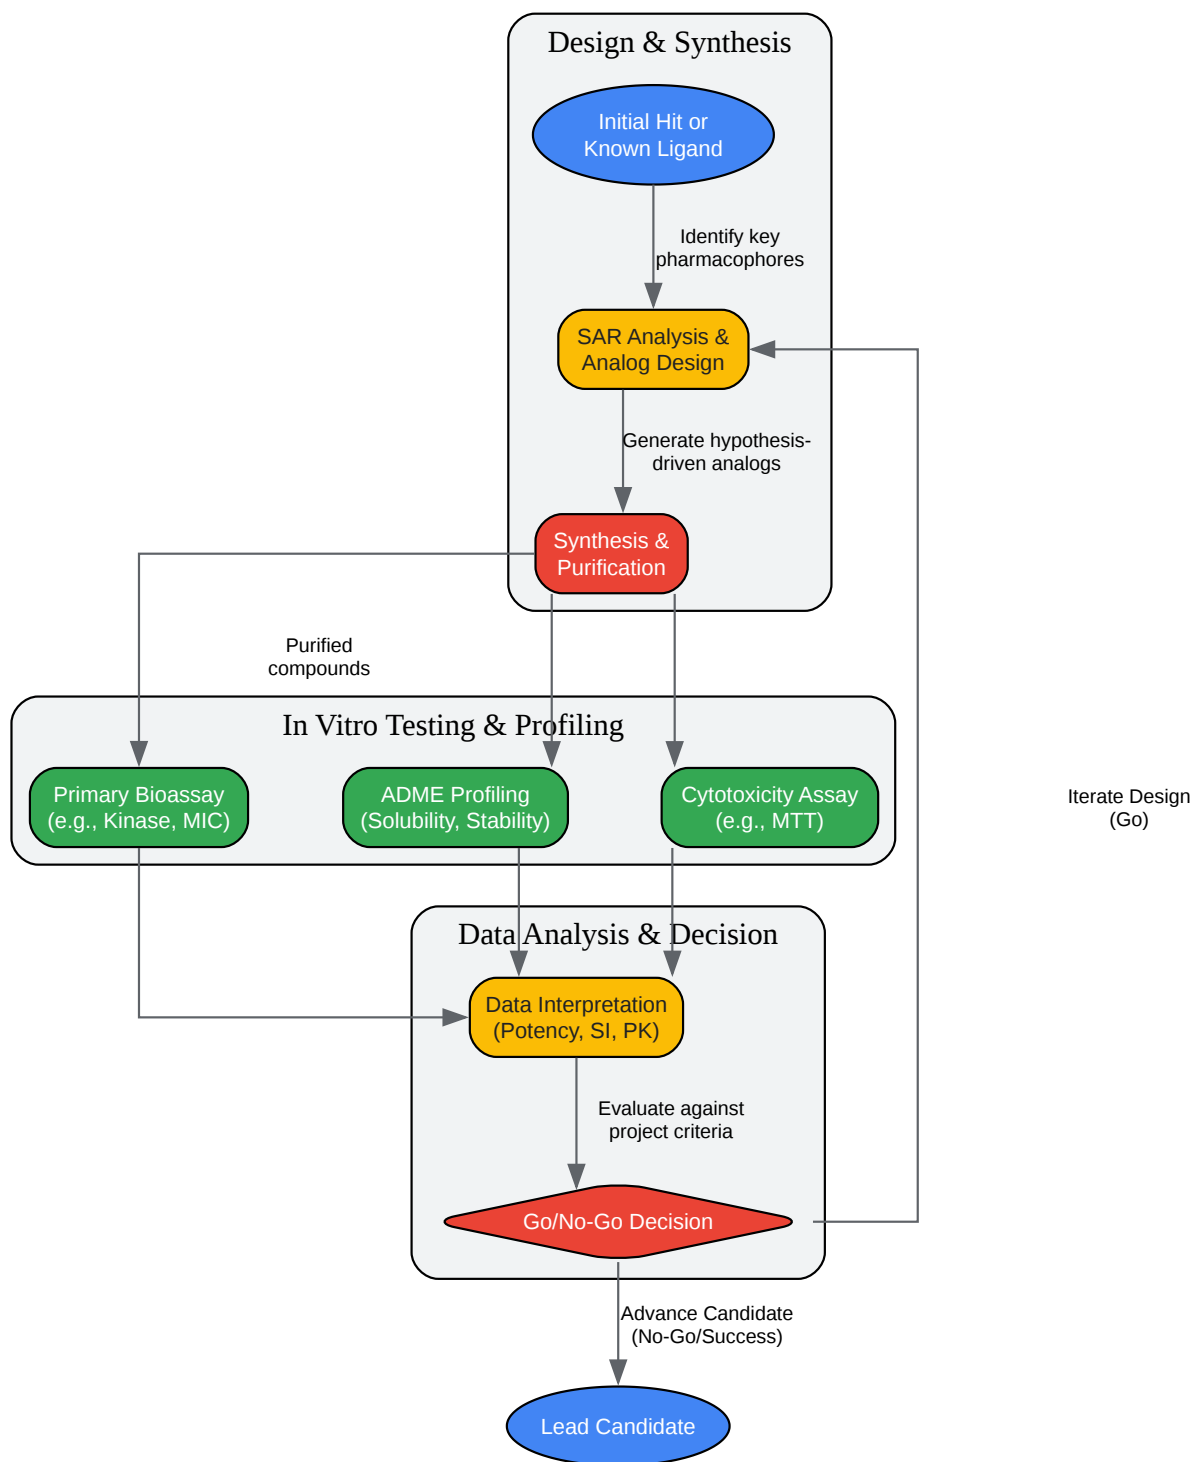 Design & Synthesis
Initial Hit or
Known Ligand
Identify key
pharmacophores
SAR Analysis &
Analog Design
Generate hypothesis-
driven analogs
Synthesis &
Purification
Purified
compounds
In Vitro Testing & Profiling
Primary Bioassay
(e.g., Kinase, MIC)
ADME Profiling
(Solubility, Stability)
Cytotoxicity Assay
(e.g., MTT)
Iterate Design
(Go)
Data Analysis & Decision
Data Interpretation
(Potency, SI, PK)
Evaluate against
project criteria
Go/No-Go Decision
Advance Candidate
(No-Go/Success)
Lead Candidate